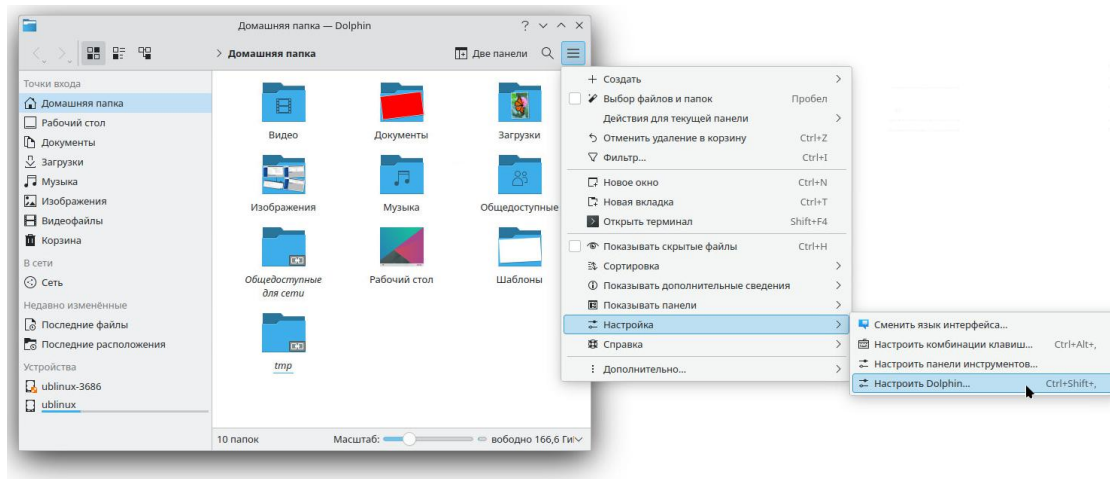 Домашняя папка — Dolphin
Домашняя папка
Две панели
Точки входа
Домашняя папка
Рабочий стол
Документы
Загрузки
Музыка
Изображения
Видеофайлы
Корзина
В сети
Сеть
Недавно изменённые
Последние файлы
Последние расположения
Устройства
ublinux-3686
ublinux
Видео
Документы
Загрузки
Изображения
Музыка
Общедоступные
Общедоступные
для сети
Рабочий стол
Шаблоны
tmp
10 папок
Масштаб:
вободно 166,6 Ги
Создать
Выбор файлов и папок Пробел
Действия для текущей панели
Отменить удаление в корзину Ctrl+Z
Фильтр... Ctrl+I
Новое окно Ctrl+N
Новая вкладка Ctrl+T
Открыть терминал Shift+F4
Показывать скрытые файлы Ctrl+H
Сортировка
Показывать дополнительные сведения
Показывать панели
Настройка
Справка
Дополнительно...
Сменить язык интерфейса...
Настроить комбинации клавиш... Ctrl+Alt+,
Настроить панели инструментов...
Настроить Dolphin... Ctrl+Shift+,